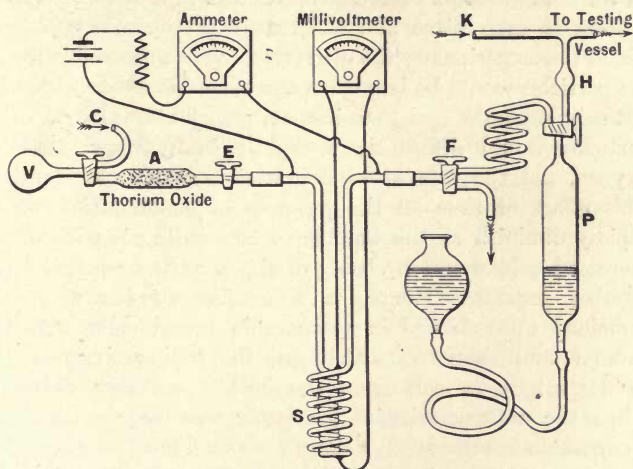 Ammeter
Millivoltmeter
K
To Testing
Vessel
H
C
F
A
E
V
Thorium Oxide
P
S